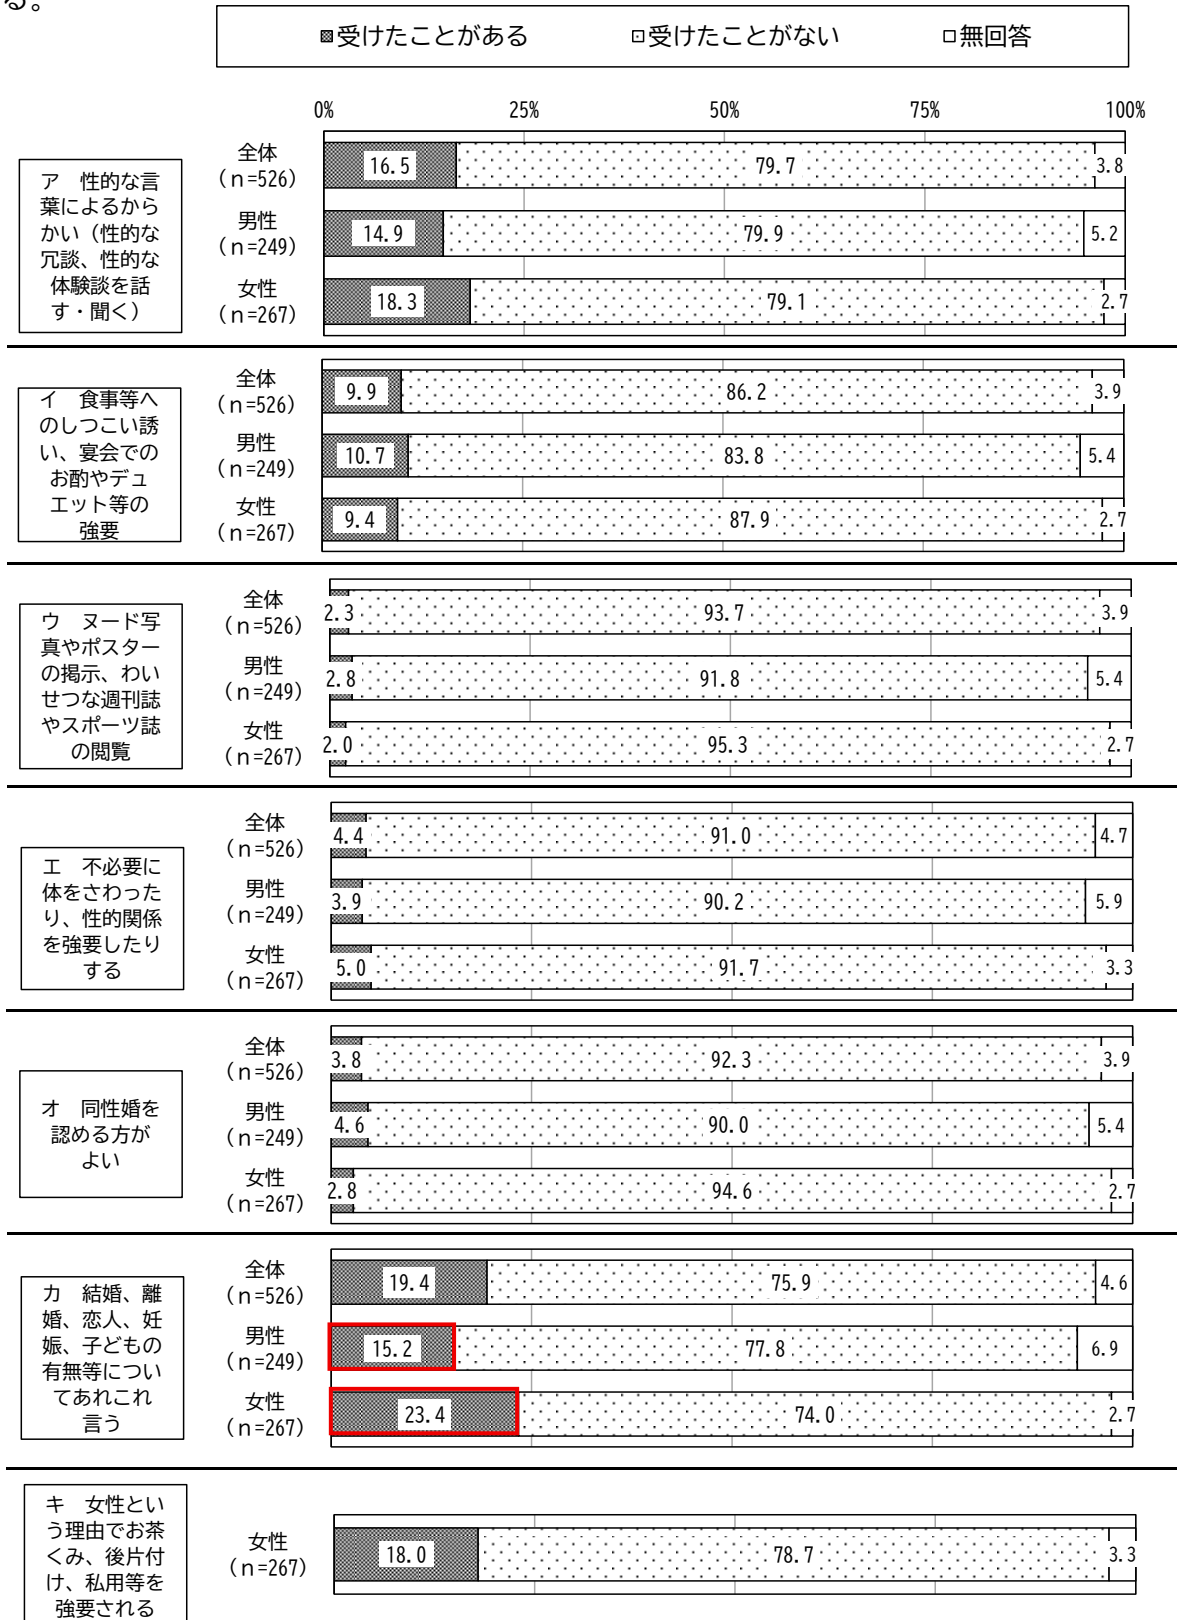 る。
受けたことがある　受けたことがない　無回答
0%　25%　50%　75%　100%
ア　性的な言
葉によるから
かい（性的な
冗談、性的な
体験談を話
す・聞く）
全体
（n=526）
16.5　79.7　3.8
男性
（n=249）
14.9　79.9　5.2
女性
（n=267）
18.3　79.1　2.7
イ　食事等へ
のしつこい誘
い、宴会での
お酌やデュ
エット等の
強要
全体
（n=526）
9.9　86.2　3.9
男性
（n=249）
10.7　83.8　5.4
女性
（n=267）
9.4　87.9　2.7
ウ　ヌード写
真やポスター
の掲示、わい
せつな週刊誌
やスポーツ誌
の閲覧
全体
（n=526）
2.3　93.7　3.9
男性
（n=249）
2.8　91.8　5.4
女性
（n=267）
2.0　95.3　2.7
エ　不必要に
体をさわった
り、性的関係
を強要したり
する
全体
（n=526）
4.4　91.0　4.7
男性
（n=249）
3.9　90.2　5.9
女性
（n=267）
5.0　91.7　3.3
オ　同性婚を
認める方が
よい
全体
（n=526）
3.8　92.3　3.9
男性
（n=249）
4.6　90.0　5.4
女性
（n=267）
2.8　94.6　2.7
カ　結婚、離
婚、恋人、妊
娠、子どもの
有無等につい
てあれこれ
言う
全体
（n=526）
19.4　75.9　4.6
男性
（n=249）
15.2　77.8　6.9
女性
（n=267）
23.4　74.0　2.7
キ　女性とい
う理由でお茶
くみ、後片付
け、私用等を
強要される
女性
（n=267）
18.0　78.7　3.3